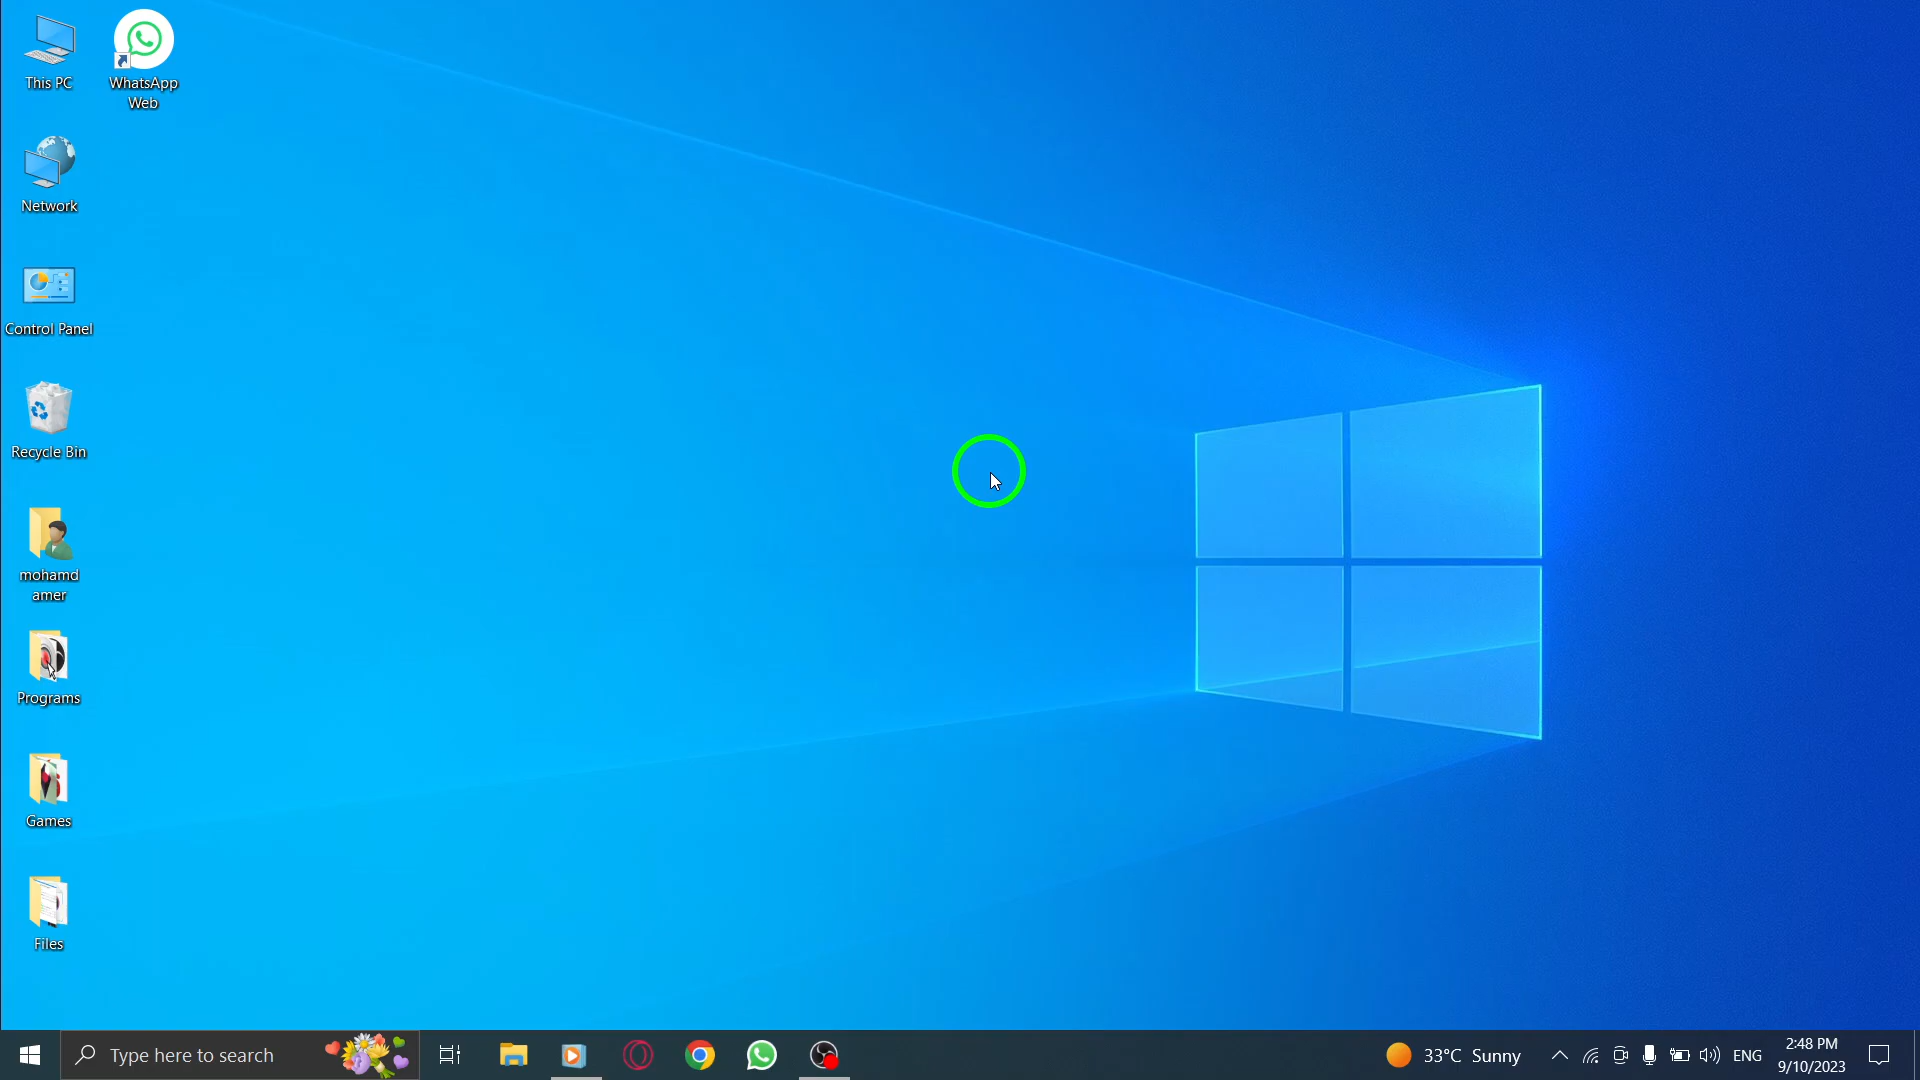 This PC
WhatsApp
Web
Network
Control Panel
Recycle Bin
mohamd
amer
Programs
Games
Files
Type here to search
33°C Sunny
ENG
2:48 PM
9/10/2023